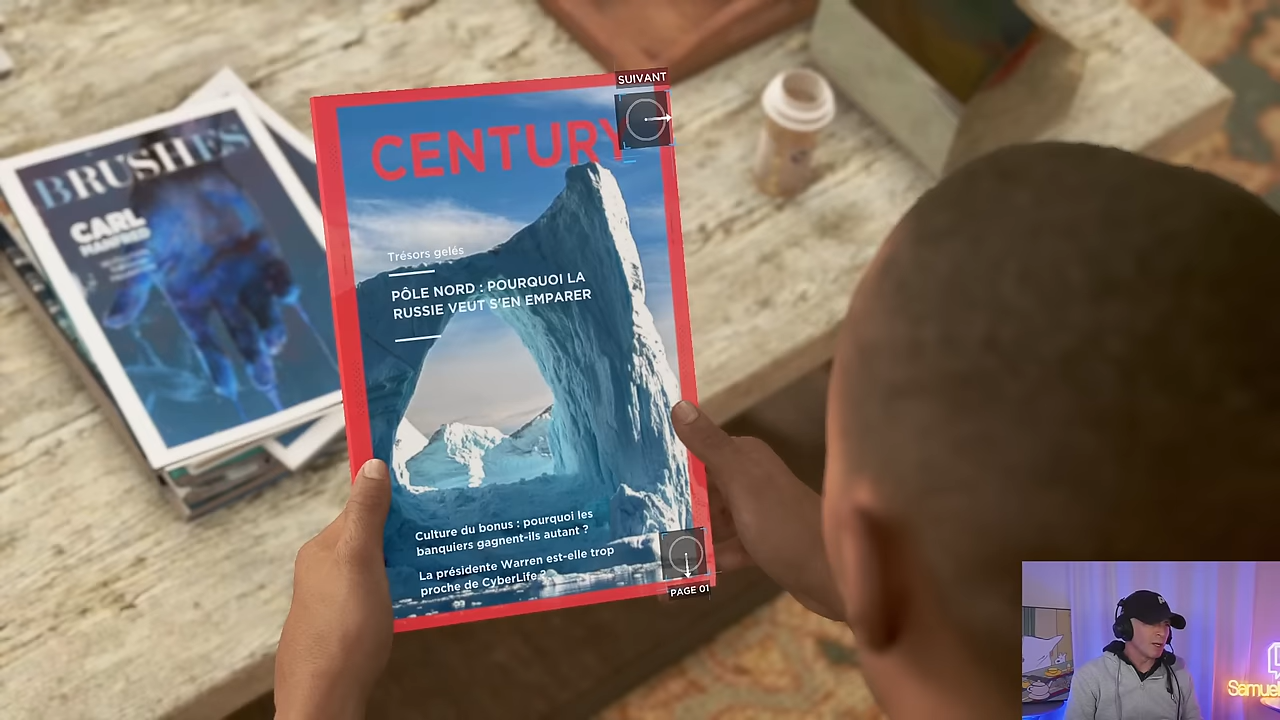 SUIVANT
CENTURY
Trésors gelés
PÔLE NORD : POURQUOI LA
RUSSIE VEUT S'EN EMPARER
Culture du bonus : pourquoi les
banquiers gagnent-ils autant ?
La présidente Warren est-elle trop
proche de CyberLife ?
PAGE 01
BRUSHES
CARL
MANFRED
Samuel